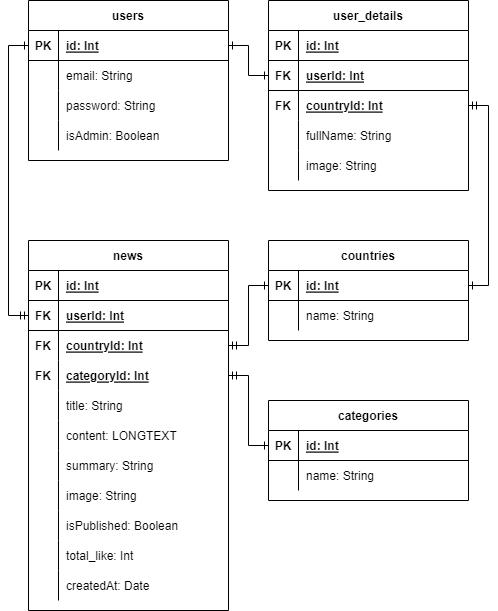 users
PK id: Int
email: String
password: String
isAdmin: Boolean
user_details
PK id: Int
FK userId: Int
FK countryId: Int
fullName: String
image: String
news
PK id: Int
FK userId: Int
FK countryId: Int
FK categoryId: Int
title: String
content: LONGTEXT
summary: String
image: String
isPublished: Boolean
total_like: Int
createdAt: Date
countries
PK id: Int
name: String
categories
PK id: Int
name: String